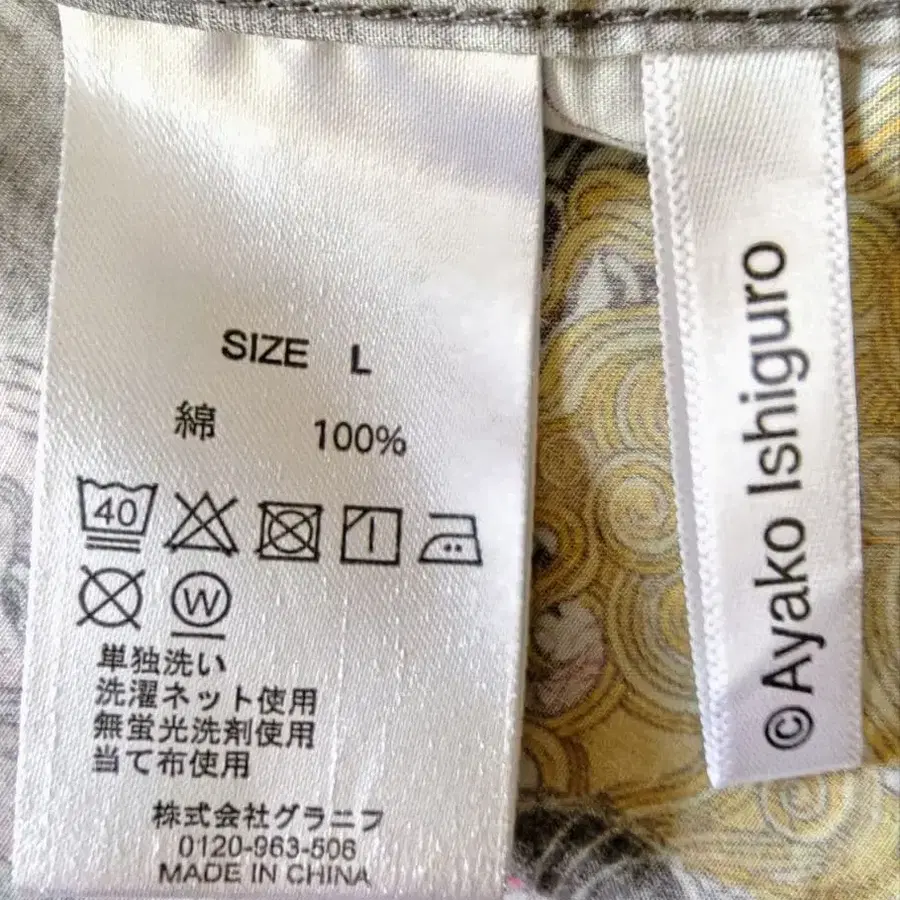 SIZE L
綿 100%
40
W
単独洗い
洗濯ネット使用
無蛍光洗剤使用
当て布使用
株式会社グラニフ
0120-963-506
MADE IN CHINA
©Ayako Ishiguro